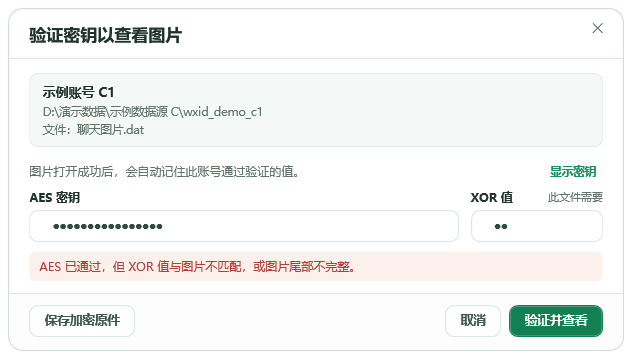 验证密钥以查看图片
示例账号 C1
D:\演示数据\示例数据源 C\wxid_demo_c1
文件：聊天图片.dat
图片打开成功后，会自动记住此账号通过验证的值。
显示密钥
AES 密钥
XOR 值
此文件需要
••••••••••••••••
••
AES 已通过，但 XOR 值与图片不匹配，或图片尾部不完整。
保存加密原件
取消
验证并查看